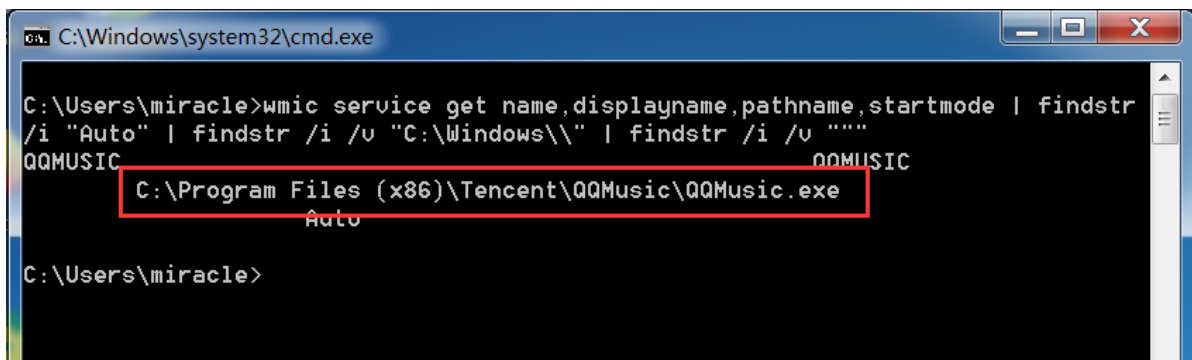 C:\Windows\system32\cmd.exe
C:\Users\miracle>wmic service get name,displayname,pathname,startmode | findstr
/i "Auto" | findstr /i /v "C:\Windows\\" | findstr /i /v """
QQMUSIC QQMUSIC
C:\Program Files (x86)\Tencent\QQMusic\QQMusic.exe
Auto
C:\Users\miracle>